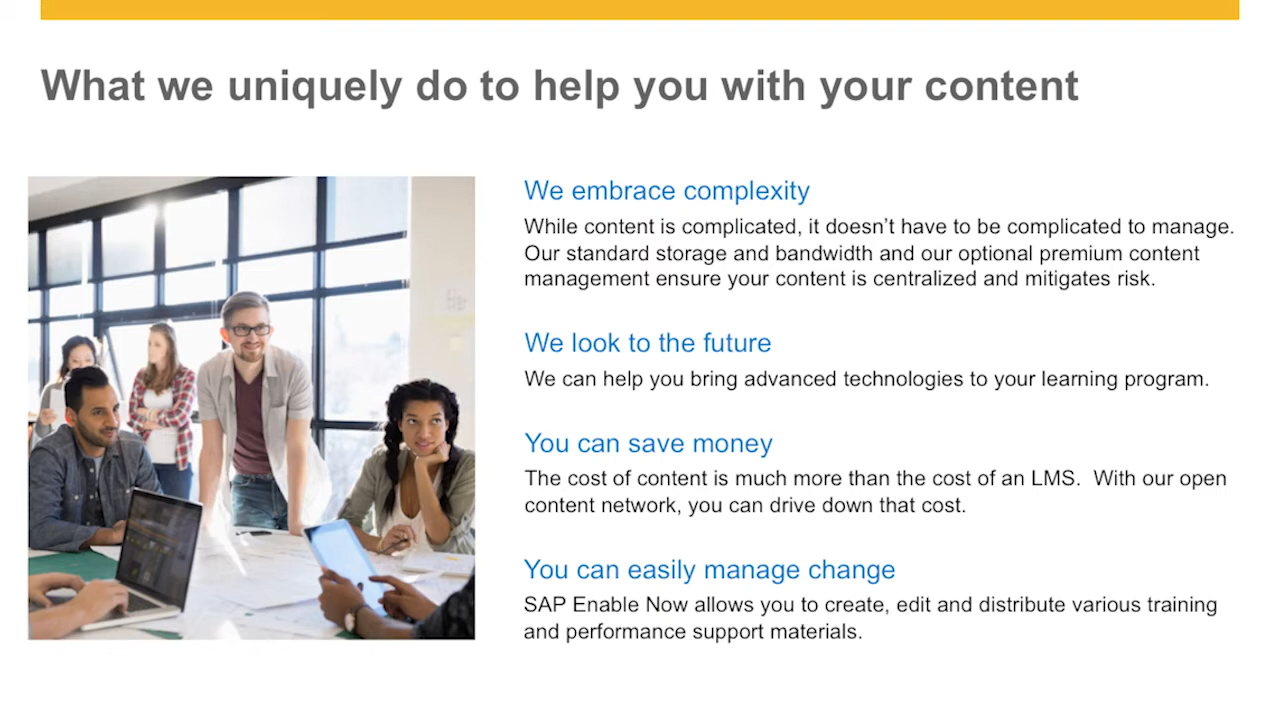 What we uniquely do to help you with your content
We embrace complexity
While content is complicated, it doesn't have to be complicated to manage.
Our standard storage and bandwidth and our optional premium content
management ensure your content is centralized and mitigates risk.
We look to the future
We can help you bring advanced technologies to your learning program.
You can save money
The cost of content is much more than the cost of an LMS.  With our open
content network, you can drive down that cost.
You can easily manage change
SAP Enable Now allows you to create, edit and distribute various training
and performance support materials.